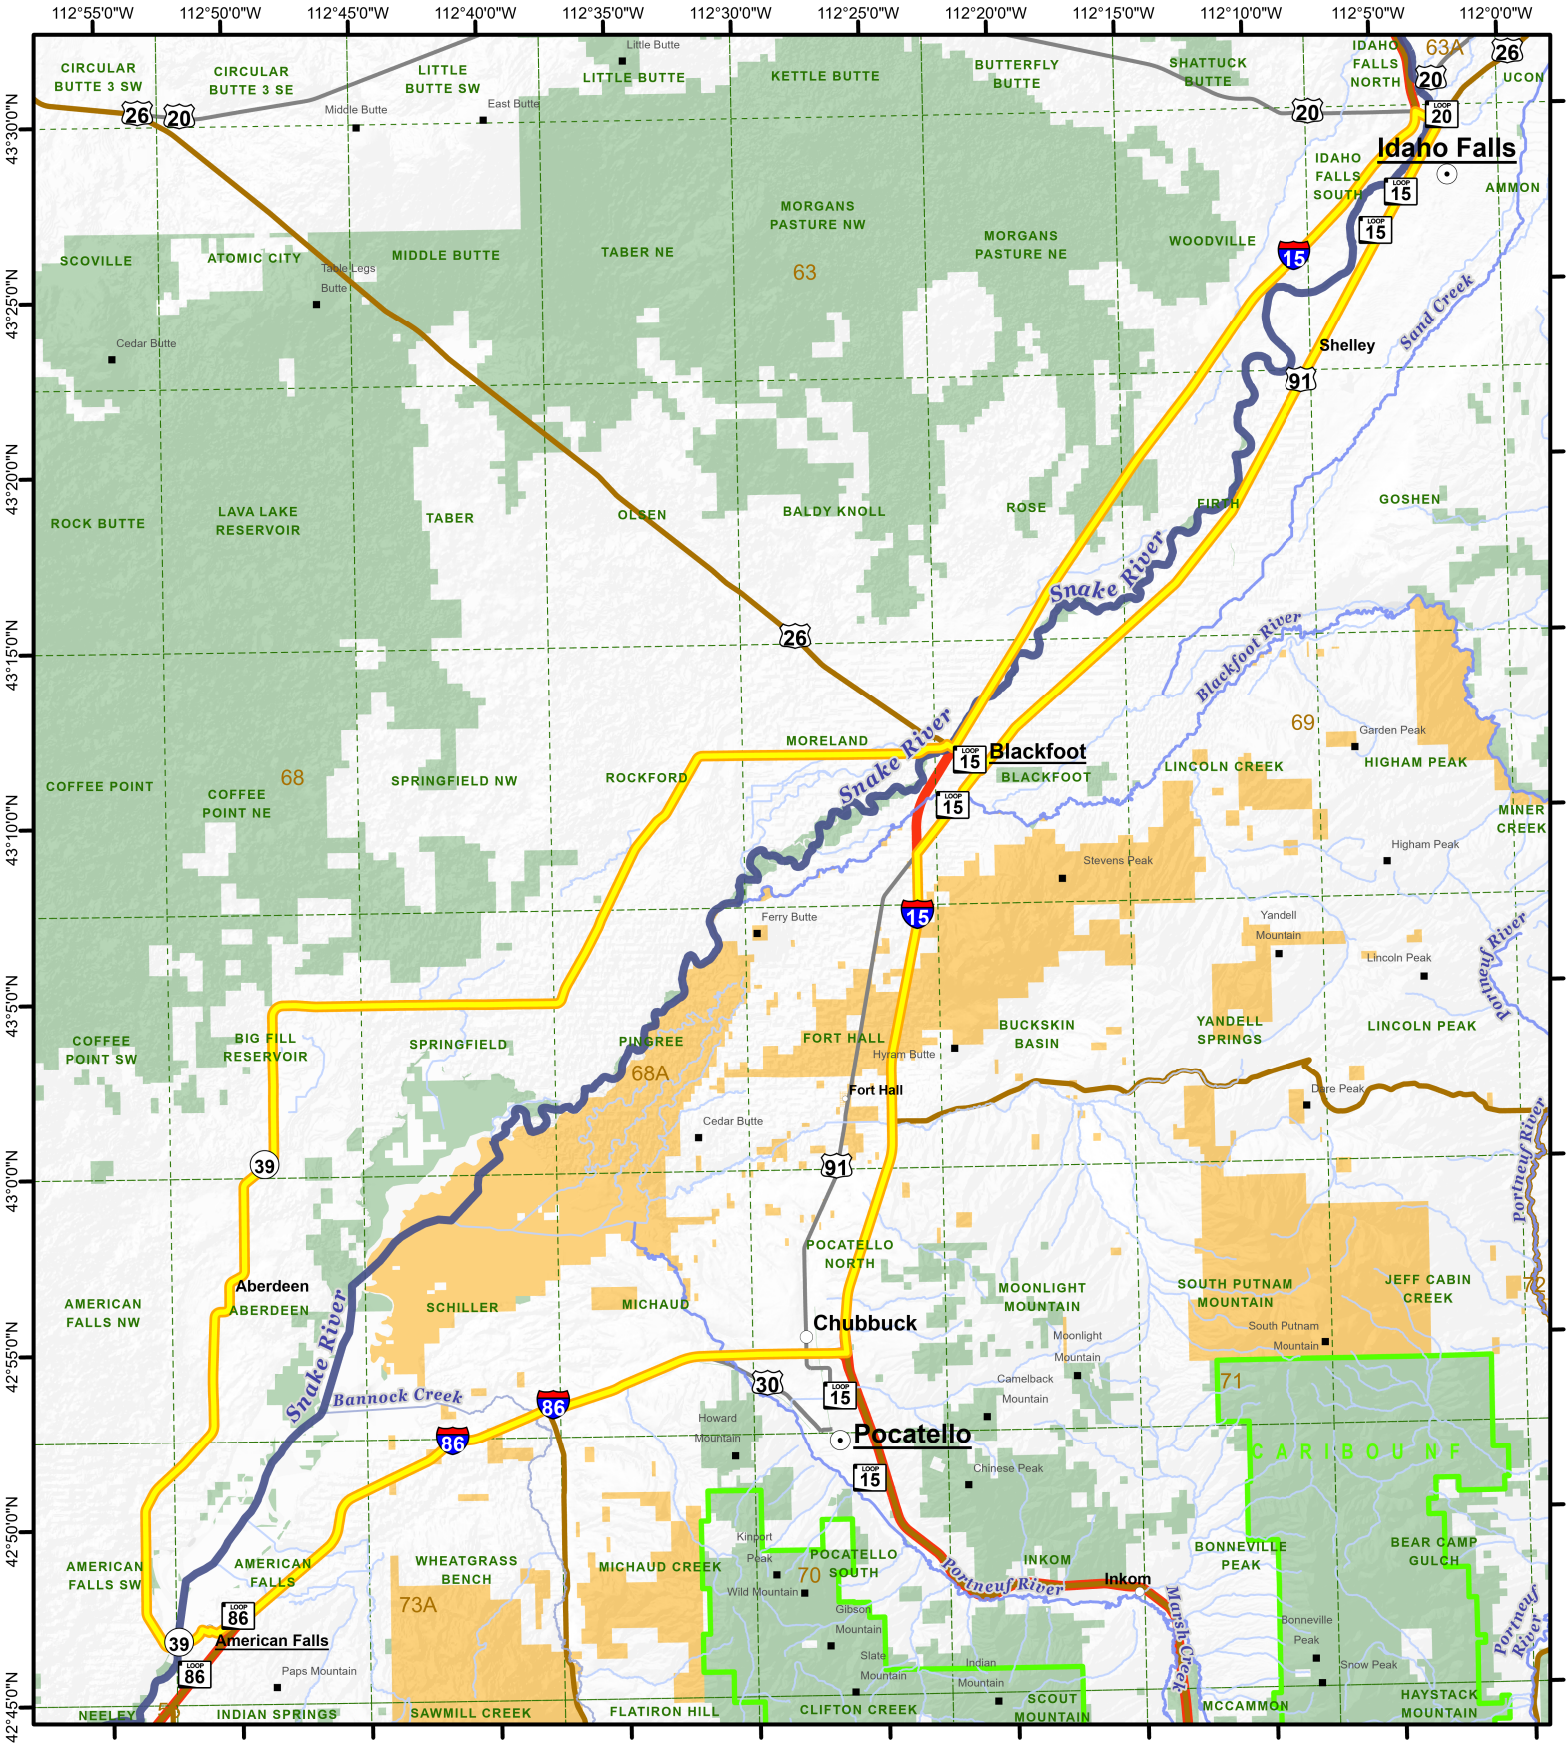 112°55'0"W
112°50'0"W
112°45'0"W
112°40'0"W
112°35'0"W
112°30'0"W
112°25'0"W
112°20'0"W
112°15'0"W
112°10'0"W
112°5'0"W
112°0'0"W
43°30'0"N
43°25'0"N
43°20'0"N
43°15'0"N
43°10'0"N
43°5'0"N
43°0'0"N
42°55'0"N
42°50'0"N
42°45'0"N
CIRCULAR
BUTTE 3 SW
CIRCULAR
BUTTE 3 SE
LITTLE
BUTTE SW
Little Butte
LITTLE BUTTE
KETTLE BUTTE
BUTTERFLY
BUTTE
SHATTUCK
BUTTE
IDAHO
FALLS
NORTH
63A
26
20
UCON
26
20
Middle Butte
East Butte
20
LOOP
20
Idaho Falls
IDAHO
FALLS
SOUTH
LOOP
15
AMMON
MORGANS
PASTURE NW
LOOP
15
SCOVILLE
ATOMIC CITY
MIDDLE BUTTE
TABER NE
MORGANS
PASTURE NE
WOODVILLE
15
63
Table Legs
Butte
Sand Creek
Cedar Butte
Shelley
91
ROCK BUTTE
LAVA LAKE
RESERVOIR
TABER
OLSEN
BALDY KNOLL
ROSE
FIRTH
GOSHEN
Snake River
26
Blackfoot River
69
Garden Peak
MORELAND
Snake River
LOOP
15
Blackfoot
BLACKFOOT
LINCOLN CREEK
HIGHAM PEAK
COFFEE POINT
68
COFFEE
POINT NE
SPRINGFIELD NW
ROCKFORD
LOOP
15
MINER
CREEK
Stevens Peak
Higham Peak
Ferry Butte
15
Yandell
Mountain
Lincoln Peak
Portneuf River
COFFEE
POINT SW
BIG FILL
RESERVOIR
SPRINGFIELD
PINGREE
68A
FORT HALL
Hyram Butte
BUCKSKIN
BASIN
YANDELL
SPRINGS
LINCOLN PEAK
Fort Hall
Dare Peak
Cedar Butte
Portneuf River
39
91
Aberdeen
ABERDEEN
AMERICAN
FALLS NW
SCHILLER
MICHAUD
POCATELLO
NORTH
MOONLIGHT
MOUNTAIN
SOUTH PUTNAM
MOUNTAIN
JEFF CABIN
CREEK
72
Chubbuck
Moonlight
Mountain
South Putnam
Mountain
Snake River
Bannock Creek
30
LOOP
15
Camelback
Mountain
71
86
86
Howard
Mountain
Pocatello
LOOP
15
Chinese Peak
CARIBOU NF
Kinport
Peak
Wild Mountain
70
POCATELLO
SOUTH
AMERICAN
FALLS SW
AMERICAN
FALLS
WHEATGRASS
BENCH
MICHAUD CREEK
73A
INKOM
Inkom
Portneuf River
Marsh Creek
BONNEVILLE
PEAK
BEAR CAMP
GULCH
LOOP
86
39
American Falls
LOOP
86
Paps Mountain
Gibson
Mountain
Slate
Mountain
Indian
Mountain
Bonneville
Peak
Snow Peak
Portneuf
River
NEELEY
INDIAN SPRINGS
SAWMILL CREEK
FLATIRON HILL
CLIFTON CREEK
SCOUT
MOUNTAIN
MCCAMMON
HAYSTACK
MOUNTAIN